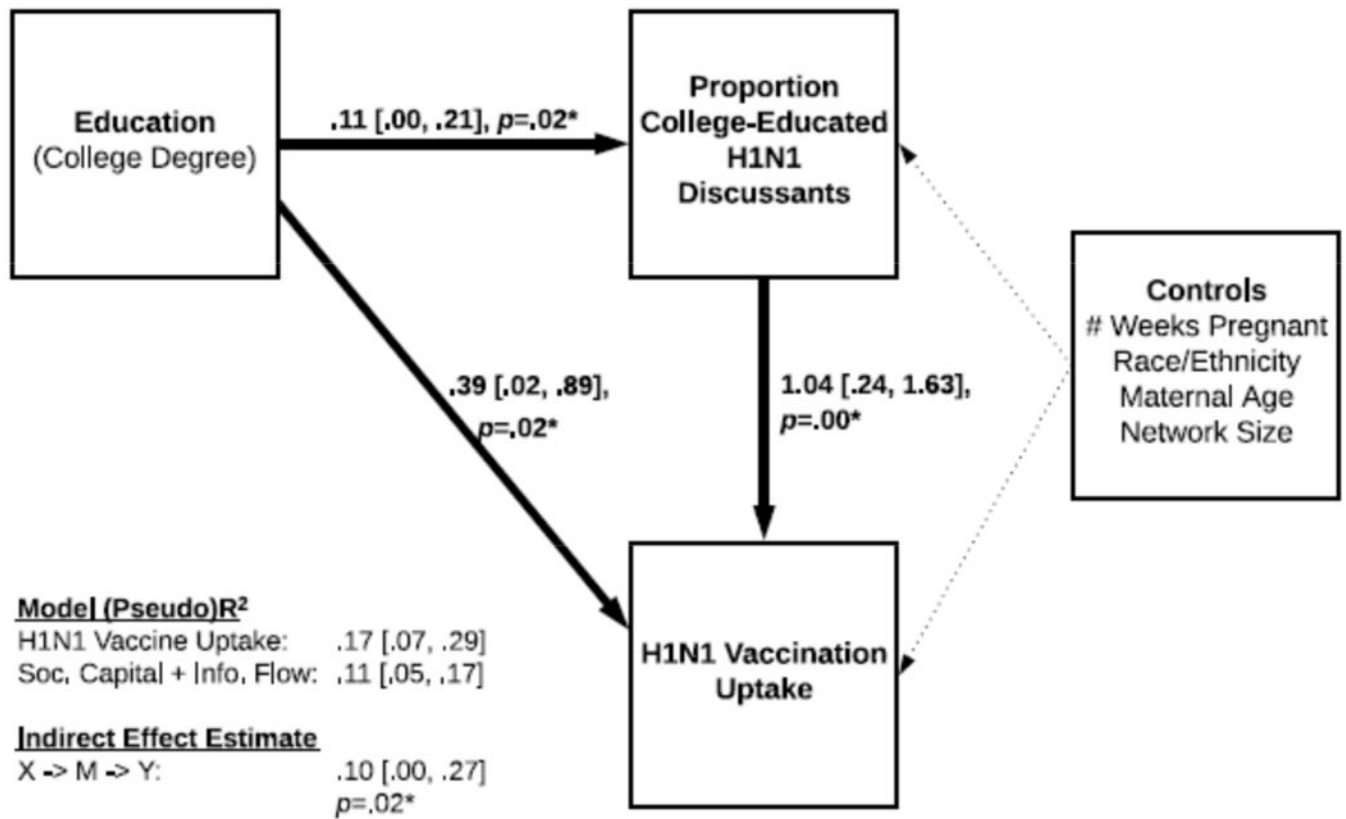 Education
(College Degree)
.11 [.00, .21], p=.02*
Proportion
College-Educated
H1N1
Discussants
Controls
# Weeks Pregnant
Race/Ethnicity
Maternal Age
Network Size
.39 [.02, .89],
p=.02*
1.04 [.24, 1.63],
p=.00*
H1N1 Vaccination
Uptake
Model (Pseudo)R²
H1N1 Vaccine Uptake: .17 [.07, .29]
Soc. Capital + Info. Flow: .11 [.05, .17]
Indirect Effect Estimate
X -> M -> Y: .10 [.00, .27]
p=.02*